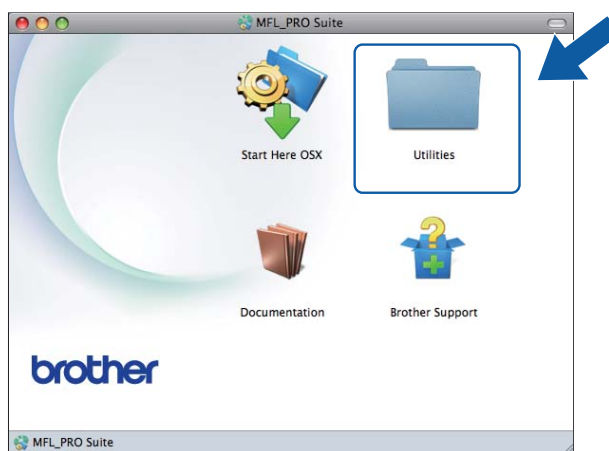 MFL_PRO Suite
Start Here OSX
Utilities
Documentation
Brother Support
brother
MFL_PRO Suite